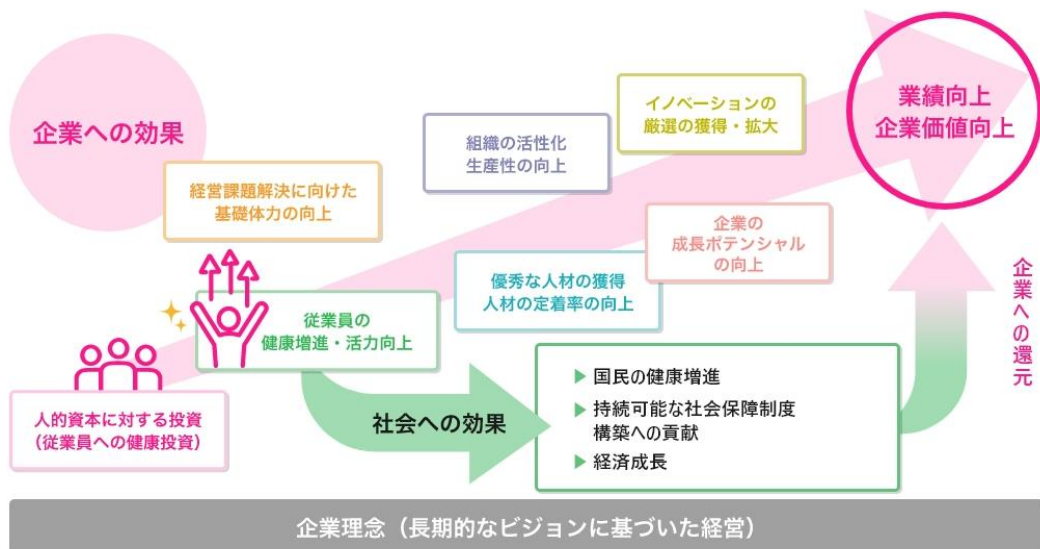 企業への効果
経営課題解決に向けた
基礎体力の向上
組織の活性化
生産性の向上
イノベーションの
厳選の獲得・拡大
業績向上
企業価値向上
従業員の
健康増進・活力向上
優秀な人材の獲得
人材の定着率の向上
企業の
成長ポテンシャル
の向上
人的資本に対する投資
（従業員への健康投資）
社会への効果
▶ 国民の健康増進
▶ 持続可能な社会保障制度
構築への貢献
▶ 経済成長
企業への還元
企業理念（長期的なビジョンに基づいた経営）